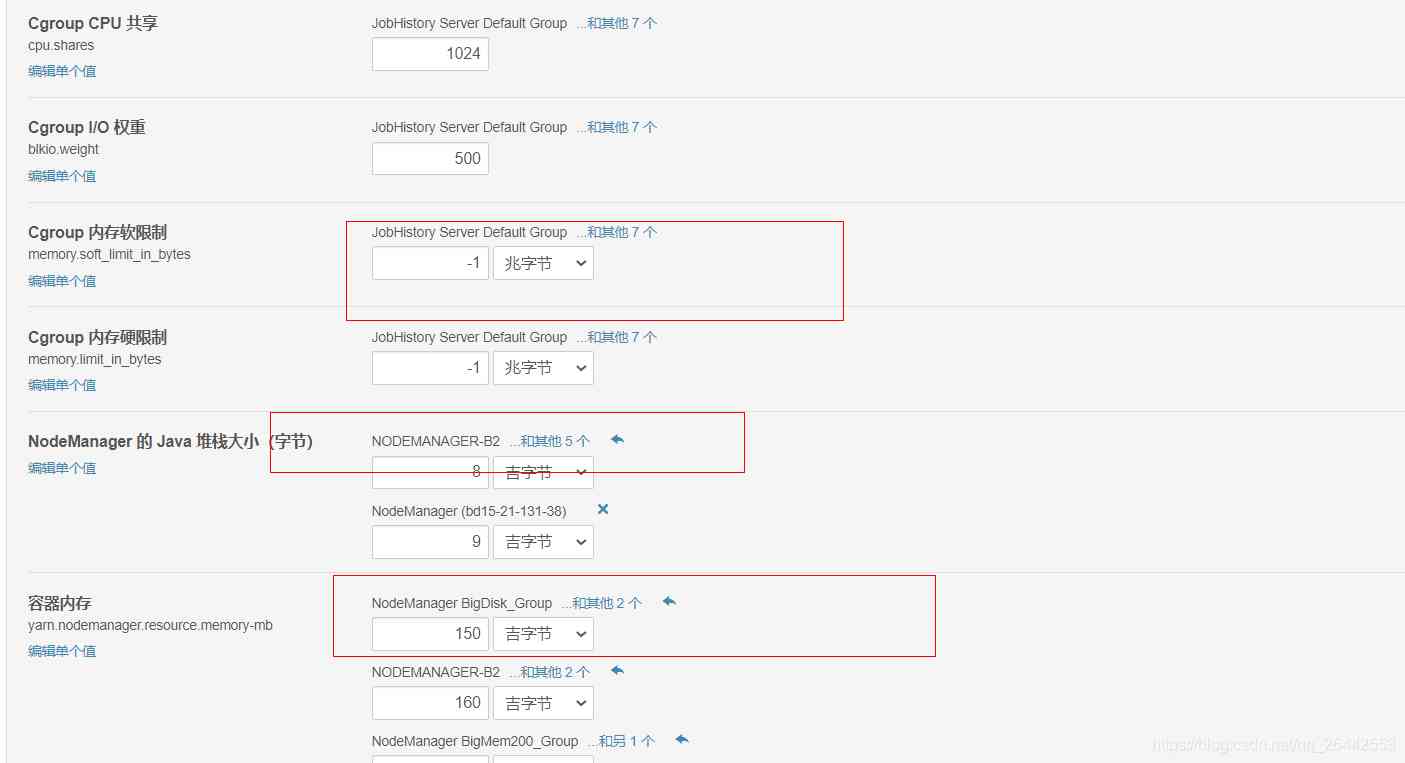 Cgroup CPU 共享
JobHistory Server Default Group ...和其他 7 个
cpu.shares
1024
编辑单个值
Cgroup I/O 权重
JobHistory Server Default Group ...和其他 7 个
blkio.weight
500
编辑单个值
Cgroup 内存软限制
JobHistory Server Default Group ...和其他 7 个
memory.soft_limit_in_bytes
-1 兆字节
编辑单个值
Cgroup 内存硬限制
JobHistory Server Default Group ...和其他 7 个
memory.limit_in_bytes
-1 兆字节
编辑单个值
NodeManager 的 Java 堆栈大小（字节）
NODEMANAGER-B2 ...和其他 5 个
编辑单个值
8 吉字节
NodeManager (bd15-21-131-38)
9 吉字节
容器内存
NodeManager BigDisk_Group ...和其他 2 个
yarn.nodemanager.resource.memory-mb
150 吉字节
编辑单个值
NODEMANAGER-B2 ...和其他 2 个
160 吉字节
NodeManager BigMem200_Group ...和另 1 个